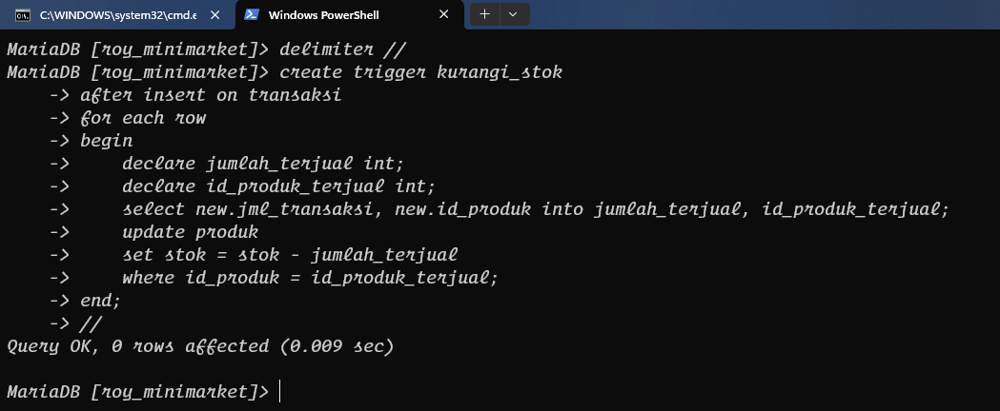 C:\WINDOWS\system32\cmd.e
Windows PowerShell
MariaDB [roy_minimarket]> delimiter //
MariaDB [roy_minimarket]> create trigger kurangi_stok
    -> after insert on transaksi
    -> for each row
    -> begin
    ->     declare jumlah_terjual int;
    ->     declare id_produk_terjual int;
    ->     select new.jml_transaksi, new.id_produk into jumlah_terjual, id_produk_terjual;
    ->     update produk
    ->     set stok = stok - jumlah_terjual
    ->     where id_produk = id_produk_terjual;
    -> end;
    -> //
Query OK, 0 rows affected (0.009 sec)
MariaDB [roy_minimarket]>